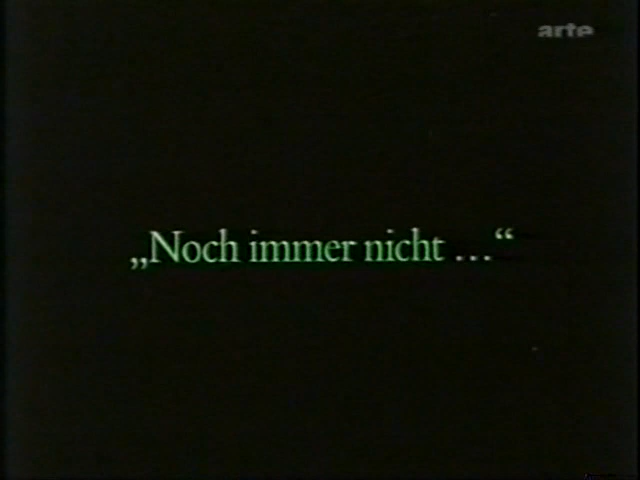 arte
„Noch immer nicht ...“